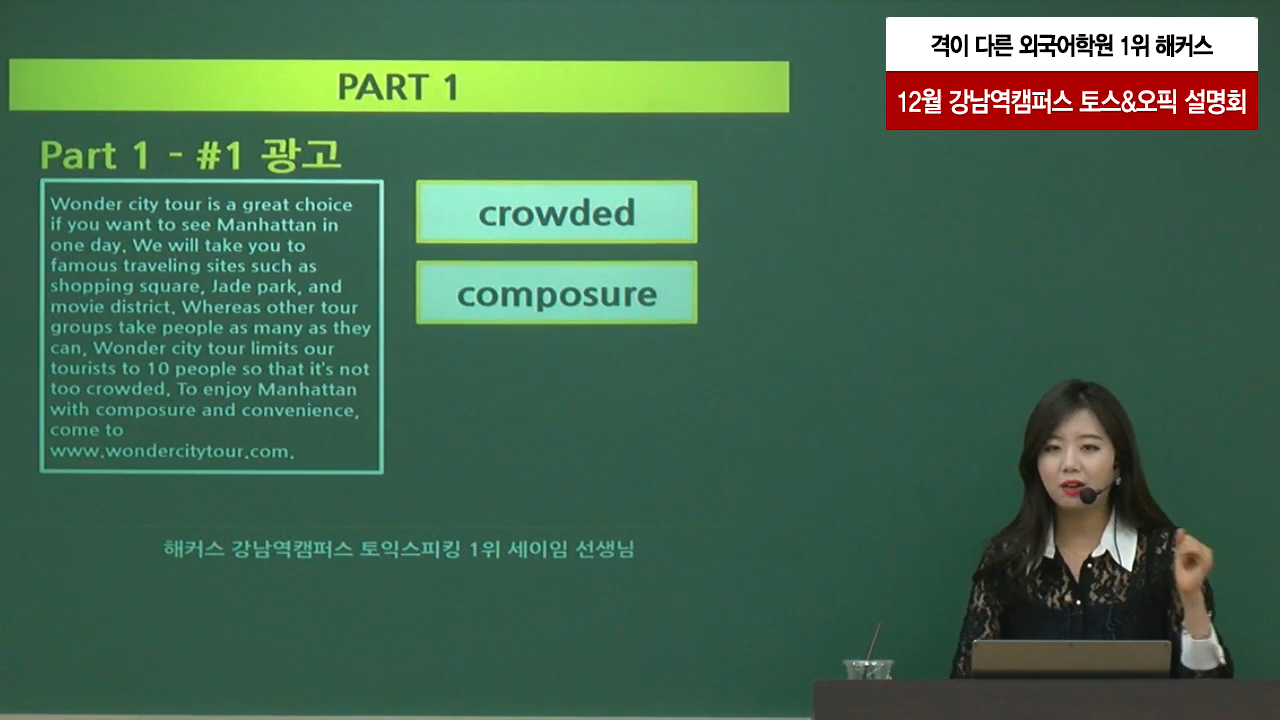 격이 다른 외국어학원 1위 해커스
12월 강남역캠퍼스 토스&오픽 설명회
PART 1
Part 1 - #1 광고
Wonder city tour is a great choice
if you want to see Manhattan in
one day. We will take you to
famous traveling sites such as
shopping square, Jade park, and
movie district. Whereas other tour
groups take people as many as they
can, Wonder city tour limits our
tourists to 10 people so that it's not
too crowded. To enjoy Manhattan
with composure and convenience,
come to
www.wondercitytour.com.
crowded
composure
해커스 강남역캠퍼스 토익스피킹 1위 세이임 선생님